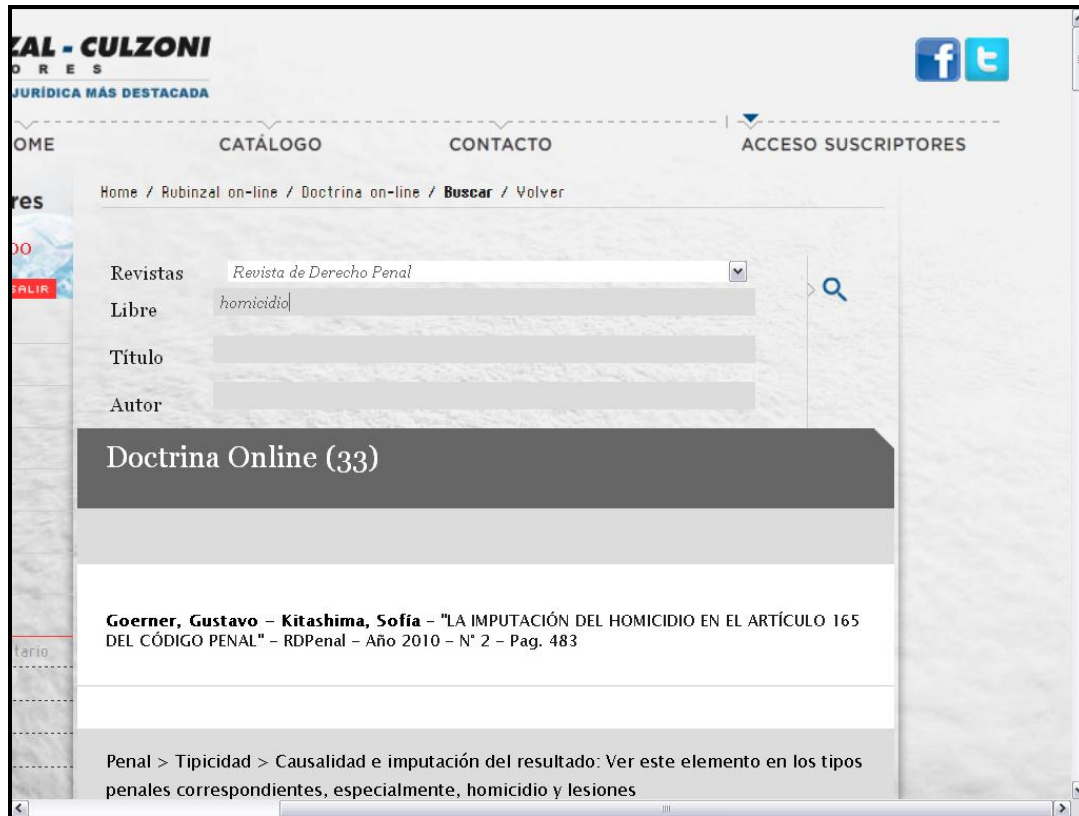 ZAL - CULZONI
O R E S
JURÍDICA MÁS DESTACADA
OME
CATÁLOGO
CONTACTO
ACCESO SUSCRIPTORES
res
Home / Rubinzal on-line / Doctrina on-line / Buscar / Volver
DO
SALIR
Revistas
Revista de Derecho Penal
Libre
homicidio
Título
Autor
Doctrina Online (33)
Goerner, Gustavo – Kitashima, Sofía – "LA IMPUTACIÓN DEL HOMICIDIO EN EL ARTÍCULO 165
DEL CÓDIGO PENAL" – RDPenal – Año 2010 – N° 2 – Pag. 483
tario
Penal > Tipicidad > Causalidad e imputación del resultado: Ver este elemento en los tipos
penales correspondientes, especialmente, homicidio y lesiones